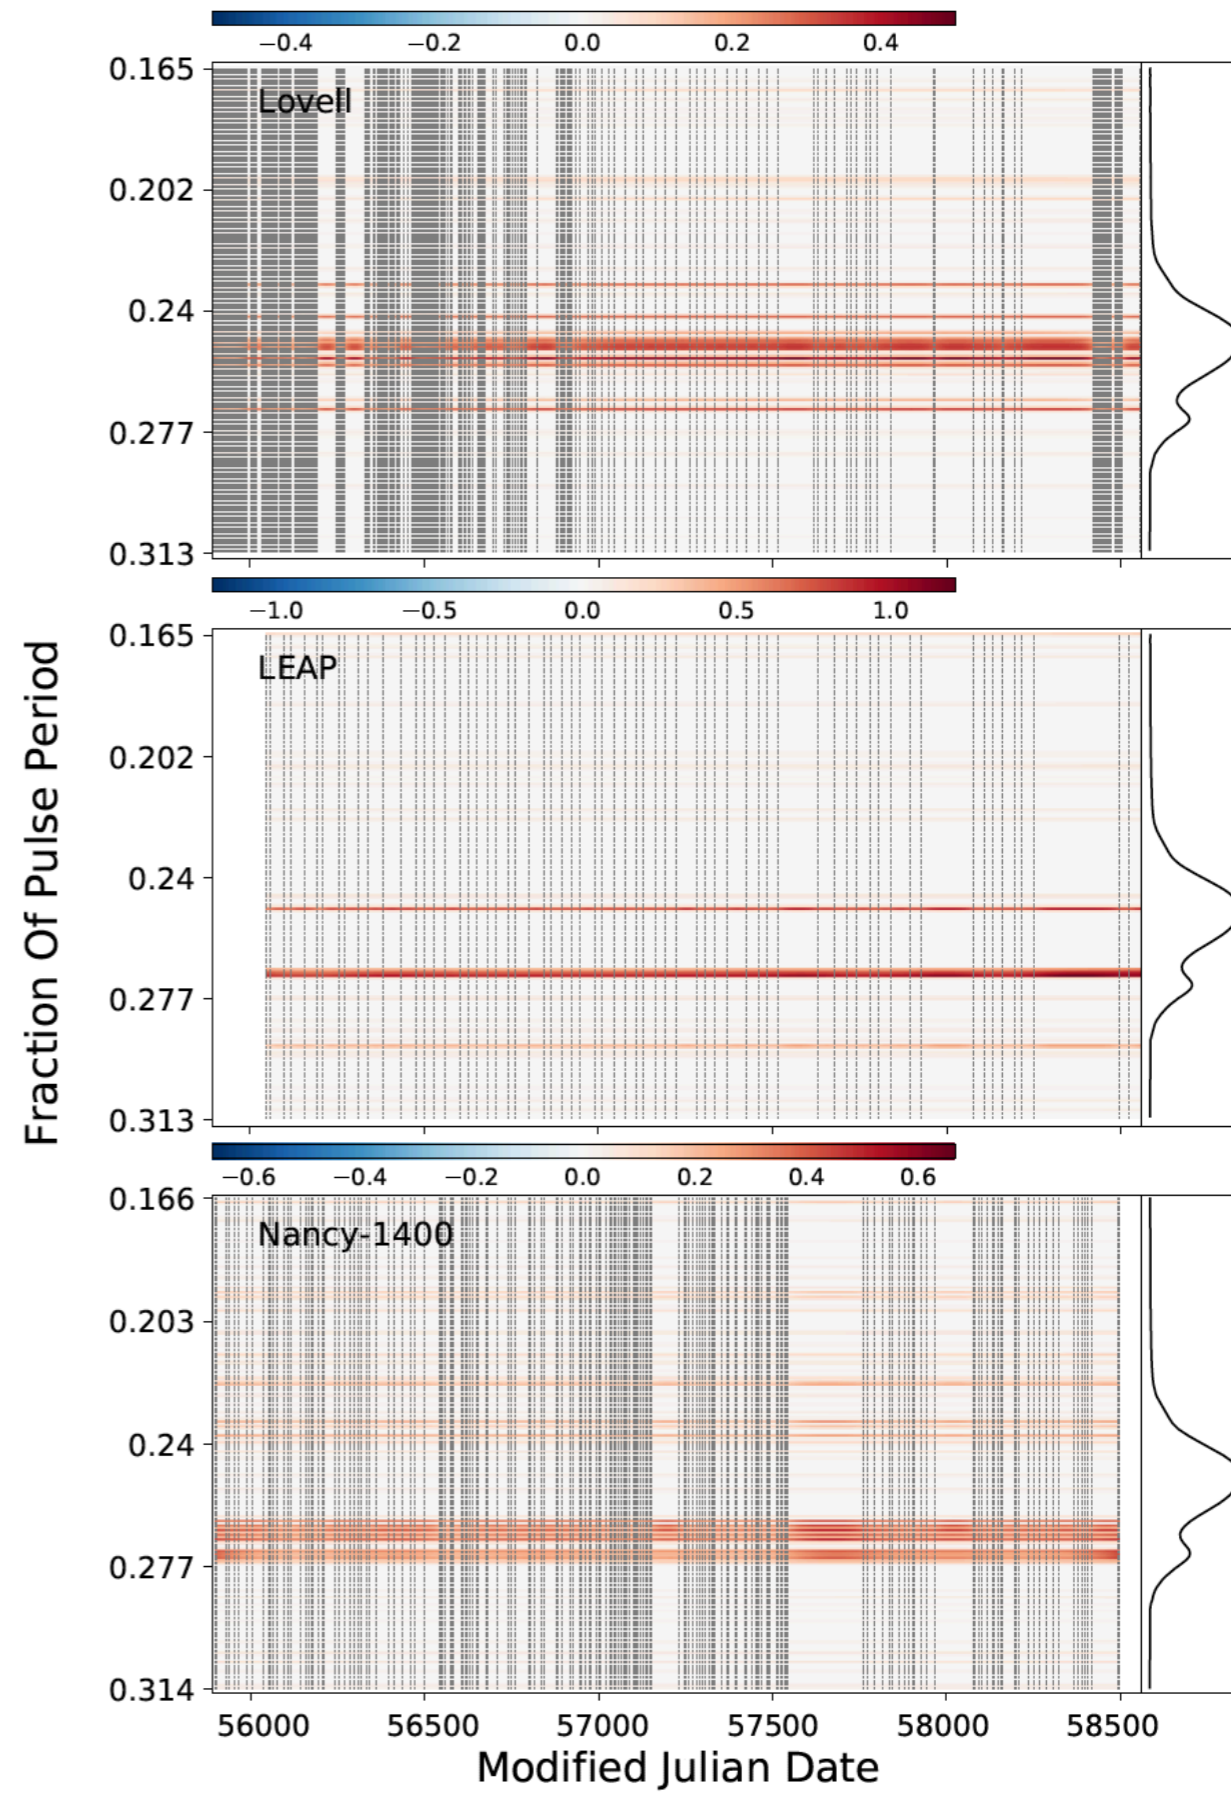 −0.4 −0.2 0.0 0.2 0.4
0.165
Lovell
0.202
0.24
0.277
0.313
−1.0 −0.5 0.0 0.5 1.0
0.165
LEAP
0.202
0.24
0.277
0.313
Fraction Of Pulse Period
−0.6 −0.4 −0.2 0.0 0.2 0.4 0.6
0.166
Nancy-1400
0.203
0.24
0.277
0.314
56000 56500 57000 57500 58000 58500
Modified Julian Date